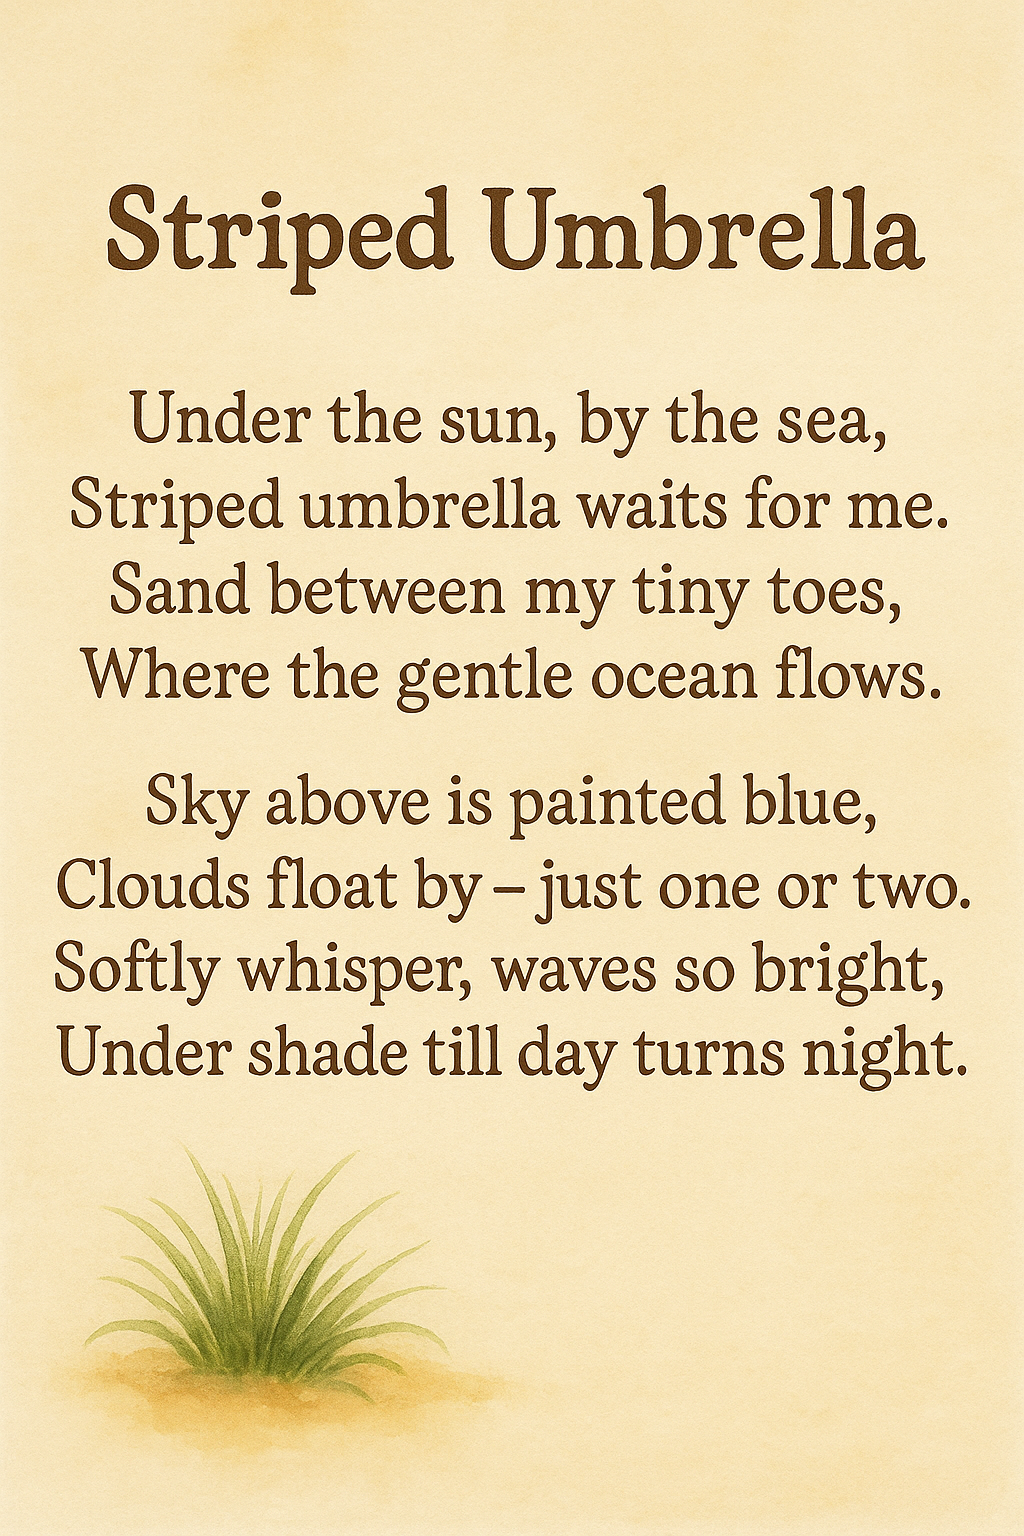 Striped Umbrella
Under the sun, by the sea,
Striped umbrella waits for me.
Sand between my tiny toes,
Where the gentle ocean flows.
Sky above is painted blue,
Clouds float by – just one or two.
Softly whisper, waves so bright,
Under shade till day turns night.